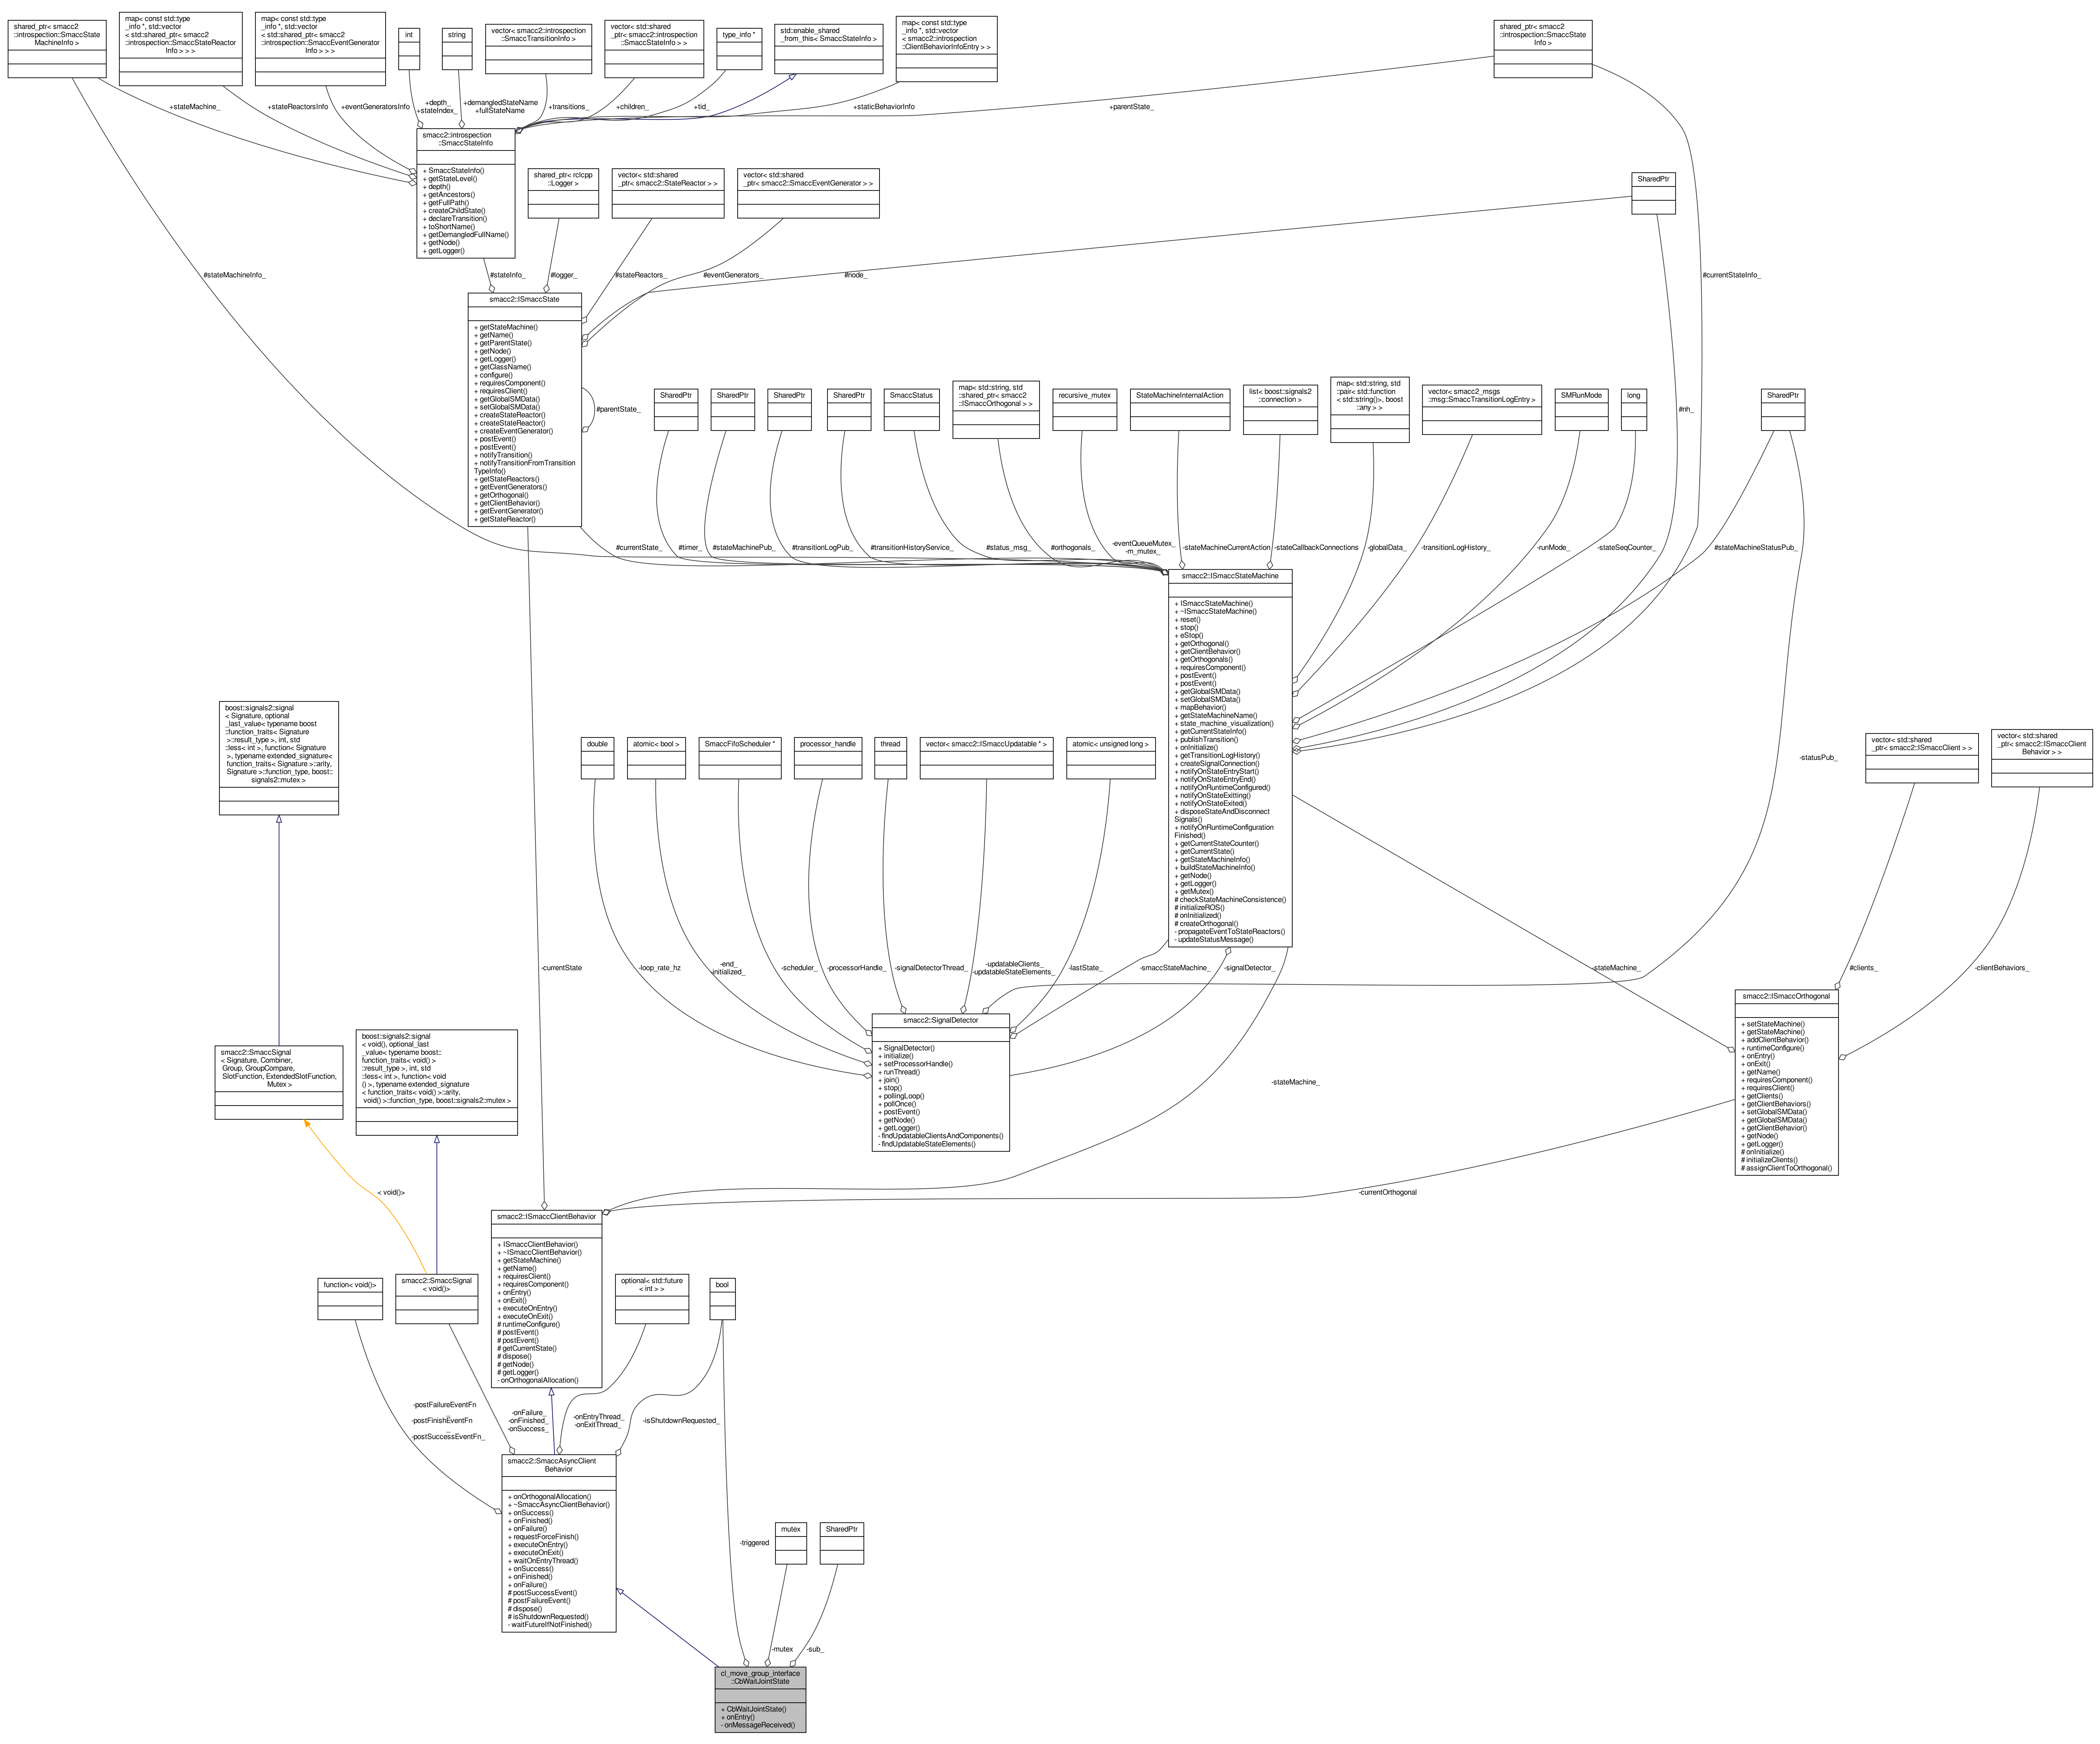 shared_ptr< smacc2
::introspection::SmaccState
MachineInfo >
map< const std::type
_info *, std::vector
< std::shared_ptr< smacc2
::introspection::SmaccStateReactor
Info > > >
map< const std::type
_info *, std::vector
< std::shared_ptr< smacc2
::introspection::SmaccEventGenerator
Info > > >
int
string
vector< smacc2::introspection
::SmaccTransitionInfo >
vector< std::shared
_ptr< smacc2::introspection
::SmaccStateInfo > >
type_info *
std::enable_shared
_from_this< SmaccStateInfo >
map< const std::type
_info *, std::vector
< smacc2::introspection
::ClientBehaviorInfoEntry > >
shared_ptr< smacc2
::introspection::SmaccState
Info >
+stateMachine_
+stateReactorsInfo
+eventGeneratorsInfo
+depth_
+stateIndex_
+demangledStateName
+fullStateName
+transitions_
+children_
+tid_
+staticBehaviorInfo
+parentState_
smacc2::introspection
::SmaccStateInfo
+ SmaccStateInfo()
+ getStateLevel()
+ depth()
+ getAncestors()
+ getFullPath()
+ createChildState()
+ declareTransition()
+ toShortName()
+ getDemangledFullName()
+ getNode()
+ getLogger()
shared_ptr< rclcpp
::Logger >
vector< std::shared
_ptr< smacc2::StateReactor > >
vector< std::shared
_ptr< smacc2::SmaccEventGenerator > >
SharedPtr
#stateMachineInfo_
#stateInfo_
#logger_
#stateReactors_
#eventGenerators_
#node_
#currentStateInfo_
smacc2::ISmaccState
+ getStateMachine()
+ getName()
+ getParentState()
+ getNode()
+ getLogger()
+ getClassName()
+ configure()
+ requiresComponent()
+ requiresClient()
+ getGlobalSMData()
+ setGlobalSMData()
+ createStateReactor()
+ createStateReactor()
+ createEventGenerator()
+ postEvent()
+ postEvent()
+ notifyTransition()
+ notifyTransitionFromTransition
TypeInfo()
+ getStateReactors()
+ getEventGenerators()
+ getOrthogonal()
+ getClientBehavior()
+ getEventGenerator()
+ getStateReactor()
#parentState_
SharedPtr
SharedPtr
SharedPtr
SharedPtr
SmaccStatus
map< std::string, std
::shared_ptr< smacc2
::ISmaccOrthogonal > >
recursive_mutex
StateMachineInternalAction
list< boost::signals2
::connection >
map< std::string, std
::pair< std::function
< std::string()>, boost
::any > >
vector< smacc2_msgs
::msg::SmaccTransitionLogEntry >
SMRunMode
long
SharedPtr
#nh_
#currentState_
#timer_
#stateMachinePub_
#transitionLogPub_
#transitionHistoryService_
#status_msg_
#orthogonals_
-eventQueueMutex_
-m_mutex_
-stateMachineCurrentAction
-stateCallbackConnections
-globalData_
-transitionLogHistory_
-runMode_
-stateSeqCounter_
#stateMachineStatusPub_
smacc2::ISmaccStateMachine
+ ISmaccStateMachine()
+ ~ISmaccStateMachine()
+ reset()
+ stop()
+ eStop()
+ getOrthogonal()
+ getClientBehavior()
+ getOrthogonals()
+ requiresComponent()
+ postEvent()
+ postEvent()
+ getGlobalSMData()
+ setGlobalSMData()
+ mapBehavior()
+ getStateMachineName()
+ state_machine_visualization()
+ getCurrentStateInfo()
+ publishTransition()
+ onInitialize()
+ getTransitionLogHistory()
+ createSignalConnection()
+ notifyOnStateEntryStart()
+ notifyOnStateEntryEnd()
+ notifyOnRuntimeConfigured()
+ notifyOnStateExitting()
+ notifyOnStateExited()
+ disposeStateAndDisconnect
Signals()
+ notifyOnRuntimeConfiguration
Finished()
+ getCurrentStateCounter()
+ getCurrentState()
+ getStateMachineInfo()
+ buildStateMachineInfo()
+ getNode()
+ getLogger()
+ getMutex()
# checkStateMachineConsistence()
# initializeROS()
# onInitialized()
# createOrthogonal()
- propagateEventToStateReactors()
- updateStatusMessage()
boost::signals2::signal
< Signature, optional
_last_value< typename boost
::function_traits< Signature
>::result_type >, int, std
::less< int >, function< Signature
>, typename extended_signature<
function_traits< Signature >::arity,
Signature >::function_type, boost::
signals2::mutex >
double
atomic< bool >
SmaccFifoScheduler *
processor_handle
thread
vector< smacc2::ISmaccUpdatable * >
atomic< unsigned long >
-statusPub_
vector< std::shared
_ptr< smacc2::ISmaccClient > >
vector< std::shared
_ptr< smacc2::ISmaccClient
Behavior > >
-currentState
-loop_rate_hz
-end_
-initialized_
-scheduler_
-processorHandle_
-signalDetectorThread_
-updatableClients_
-updatableStateElements_
-lastState_
-smaccStateMachine_
-signalDetector_
-stateMachine_
#clients_
-clientBehaviors_
smacc2::SignalDetector
+ SignalDetector()
+ initialize()
+ setProcessorHandle()
+ runThread()
+ join()
+ stop()
+ pollingLoop()
+ pollOnce()
+ postEvent()
+ getNode()
+ getLogger()
- findUpdatableClientsAndComponents()
- findUpdatableStateElements()
smacc2::ISmaccOrthogonal
+ setStateMachine()
+ getStateMachine()
+ addClientBehavior()
+ runtimeConfigure()
+ onEntry()
+ onExit()
+ getName()
+ requiresComponent()
+ requiresClient()
+ getClients()
+ getClientBehaviors()
+ setGlobalSMData()
+ getGlobalSMData()
+ getClientBehavior()
+ getNode()
+ getLogger()
# onInitialize()
# initializeClients()
# assignClientToOrthogonal()
smacc2::SmaccSignal
< Signature, Combiner,
Group, GroupCompare,
SlotFunction, ExtendedSlotFunction,
Mutex >
boost::signals2::signal
< void(), optional_last
_value< typename boost::
function_traits< void() >
::result_type >, int, std
::less< int >, function< void
() >, typename extended_signature
< function_traits< void() >::arity,
void() >::function_type, boost::signals2::mutex >
-stateMachine_
< void()>
-currentOrthogonal
smacc2::ISmaccClientBehavior
+ ISmaccClientBehavior()
+ ~ISmaccClientBehavior()
+ getStateMachine()
+ getName()
+ requiresClient()
+ requiresComponent()
+ onEntry()
+ onExit()
+ executeOnEntry()
+ executeOnExit()
# runtimeConfigure()
# postEvent()
# postEvent()
# getCurrentState()
# dispose()
# getNode()
# getLogger()
- onOrthogonalAllocation()
function< void()>
smacc2::SmaccSignal
< void()>
optional< std::future
< int > >
bool
-postFailureEventFn
_
-postFinishEventFn
_
-postSuccessEventFn_
-onFailure_
-onFinished_
-onSuccess_
-onEntryThread_
-onExitThread_
-isShutdownRequested_
smacc2::SmaccAsyncClient
Behavior
+ onOrthogonalAllocation()
+ ~SmaccAsyncClientBehavior()
+ onSuccess()
+ onFinished()
+ onFailure()
+ requestForceFinish()
+ executeOnEntry()
+ executeOnExit()
+ waitOnEntryThread()
+ onSuccess()
+ onFinished()
+ onFailure()
# postSuccessEvent()
# postFailureEvent()
# dispose()
# isShutdownRequested()
- waitFutureIfNotFinished()
-triggered
mutex
SharedPtr
-mutex
-sub_
cl_move_group_interface
::CbWaitJointState
+ CbWaitJointState()
+ onEntry()
- onMessageReceived()